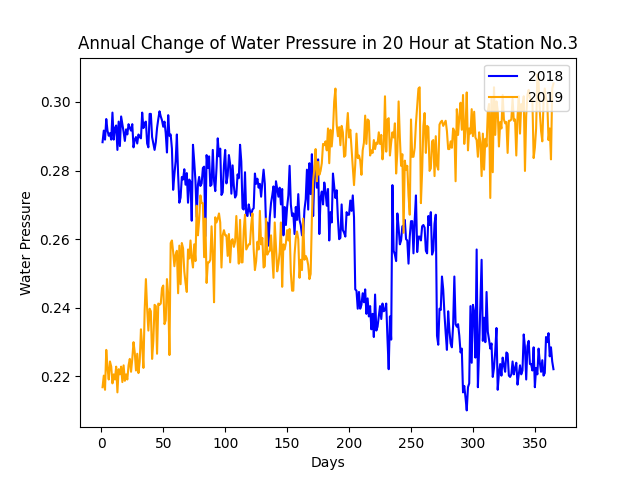 Annual Change of Water Pressure in 20 Hour at Station No.3
2018
2019
0.30
0.28
0.26
0.24
0.22
Water Pressure
0 50 100 150 200 250 300 350
Days